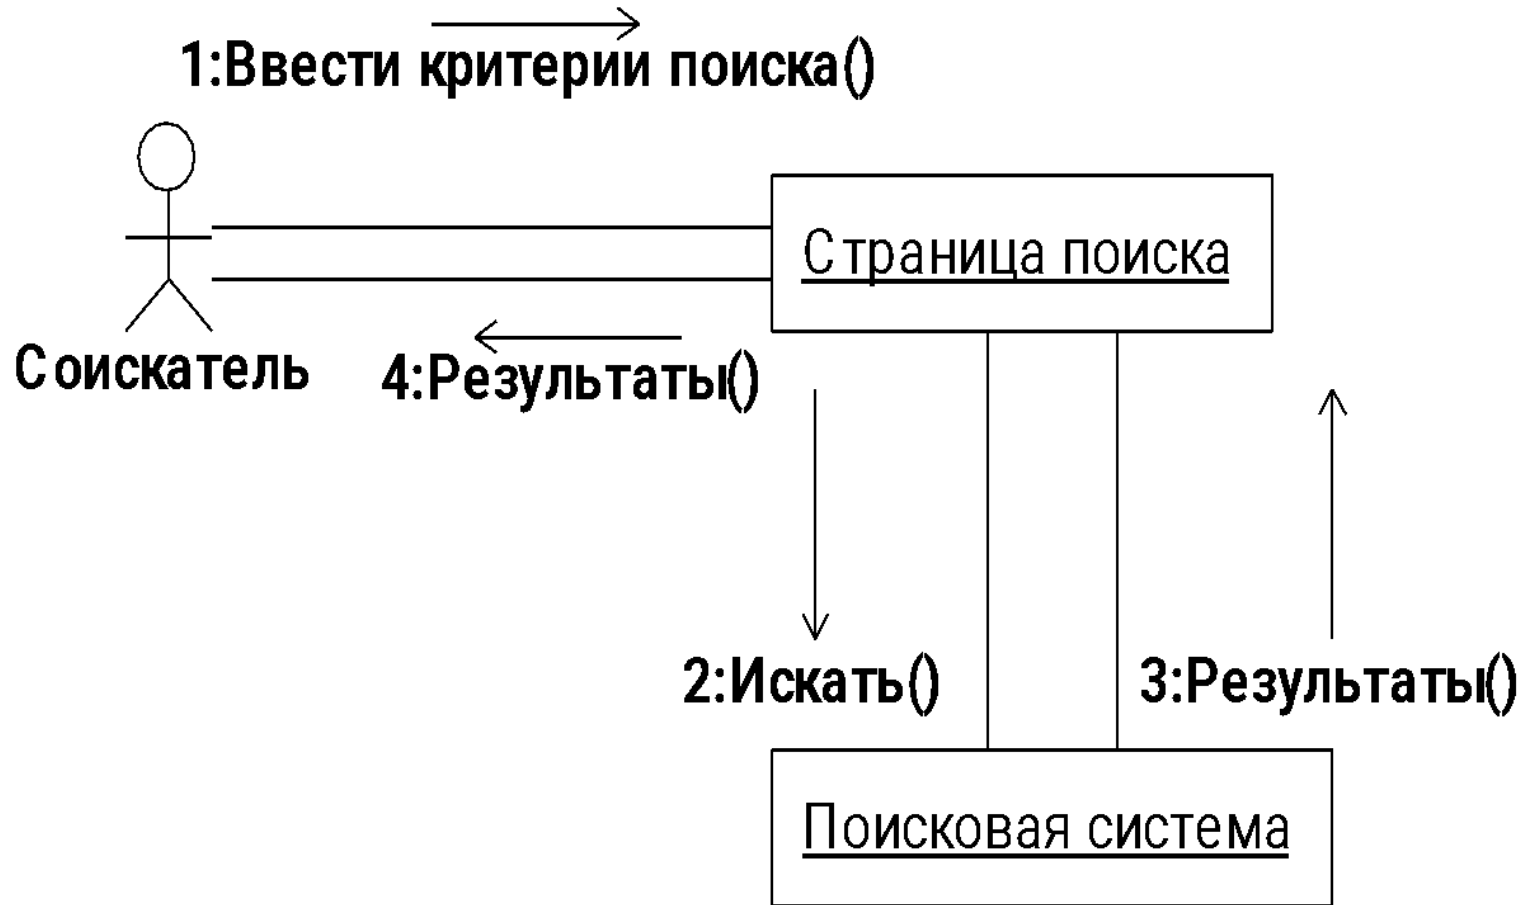 1:Ввести критерии поиска()
Страница поиска
Соискатель
4:Результаты()
2:Искать()
3:Результаты()
Поисковая система